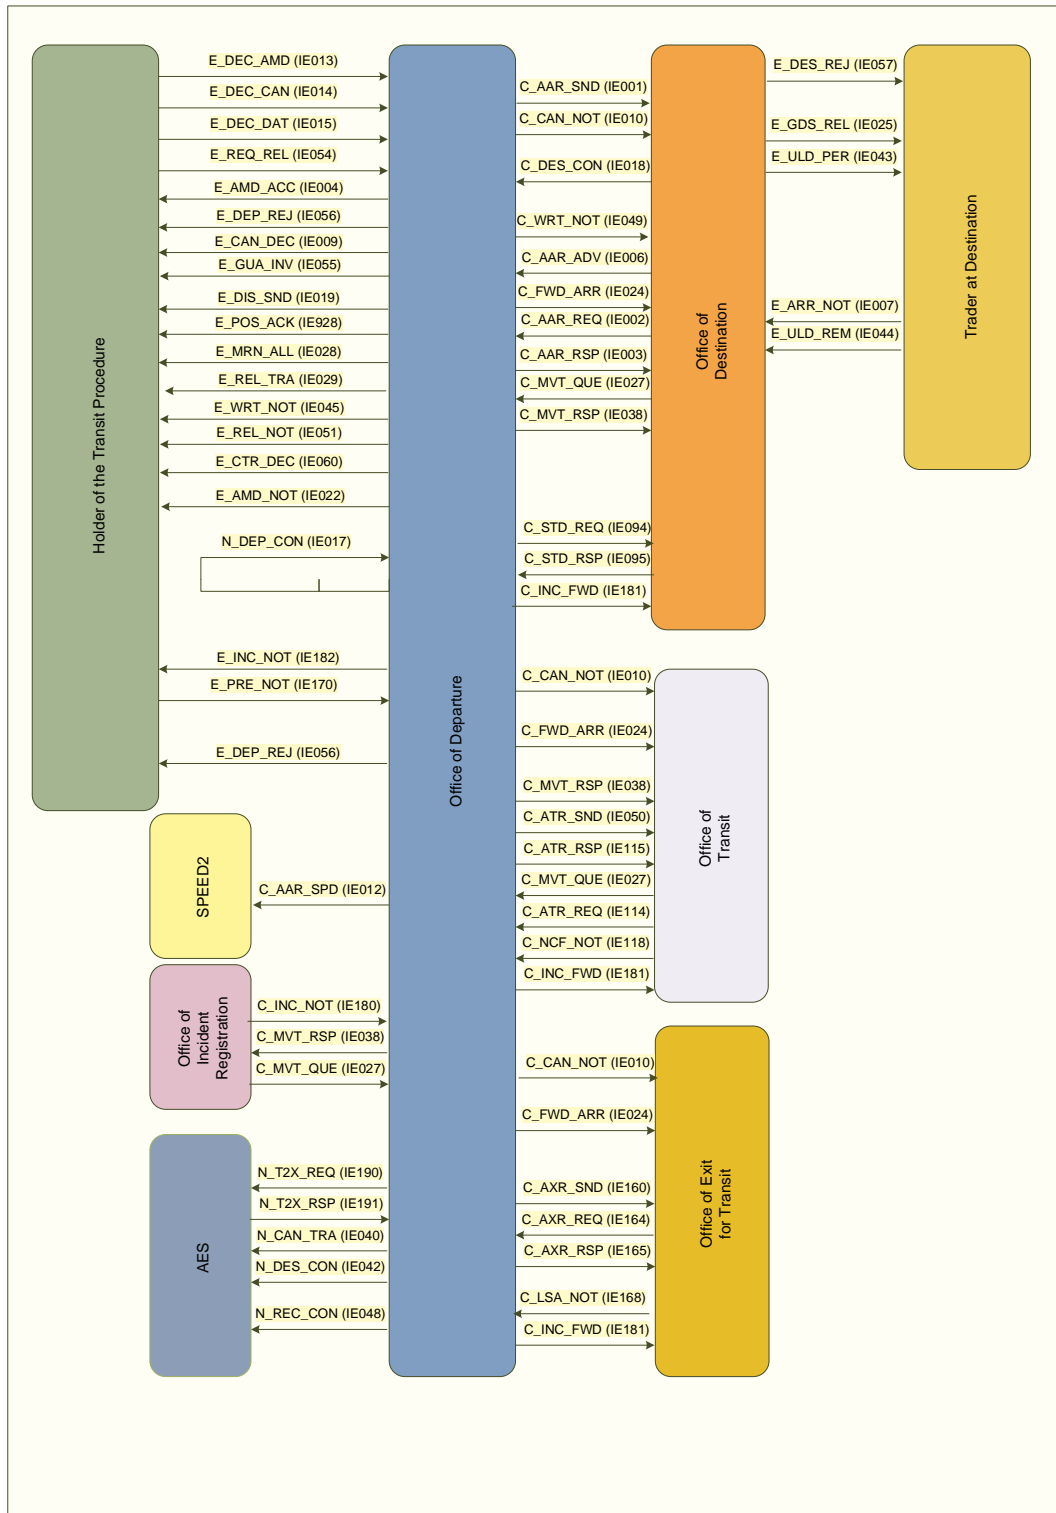 Holder of the Transit Procedure
E_DEC_AMD (IE013)
E_DEC_CAN (IE014)
E_DEC_DAT (IE015)
E_REQ_REL (IE054)
E_AMD_ACC (IE004)
E_DEP_REJ (IE056)
E_CAN_DEC (IE009)
E_GUA_INV (IE055)
E_DIS_SND (IE019)
E_POS_ACK (IE928)
E_MRN_ALL (IE028)
E_REL_TRA (IE029)
E_WRT_NOT (IE045)
E_REL_NOT (IE051)
E_CTR_DEC (IE060)
E_AMD_NOT (IE022)
N_DEP_CON (IE017)
E_INC_NOT (IE182)
E_PRE_NOT (IE170)
E_DEP_REJ (IE056)
SPEED2
C_AAR_SPD (IE012)
Office of
Incident
Registration
C_INC_NOT (IE180)
C_MVT_RSP (IE038)
C_MVT_QUE (IE027)
AES
N_T2X_REQ (IE190)
N_T2X_RSP (IE191)
N_CAN_TRA (IE040)
N_DES_CON (IE042)
N_REC_CON (IE048)
Office of Departure
C_AAR_SND (IE001)
C_CAN_NOT (IE010)
C_DES_CON (IE018)
C_WRT_NOT (IE049)
C_AAR_ADV (IE006)
C_FWD_ARR (IE024)
C_AAR_REQ (IE002)
C_AAR_RSP (IE003)
C_MVT_QUE (IE027)
C_MVT_RSP (IE038)
C_STD_REQ (IE094)
C_STD_RSP (IE095)
C_INC_FWD (IE181)
Office of
Destination
E_DES_REJ (IE057)
E_GDS_REL (IE025)
E_ULD_PER (IE043)
E_ARR_NOT (IE007)
E_ULD_REM (IE044)
Trader at Destination
C_CAN_NOT (IE010)
C_FWD_ARR (IE024)
C_MVT_RSP (IE038)
C_ATR_SND (IE050)
C_ATR_RSP (IE115)
C_MVT_QUE (IE027)
C_ATR_REQ (IE114)
C_NCF_NOT (IE118)
C_INC_FWD (IE181)
Office of
Transit
C_CAN_NOT (IE010)
C_FWD_ARR (IE024)
C_AXR_SND (IE160)
C_AXR_REQ (IE164)
C_AXR_RSP (IE165)
C_LSA_NOT (IE168)
C_INC_FWD (IE181)
Office of Exit
for Transit